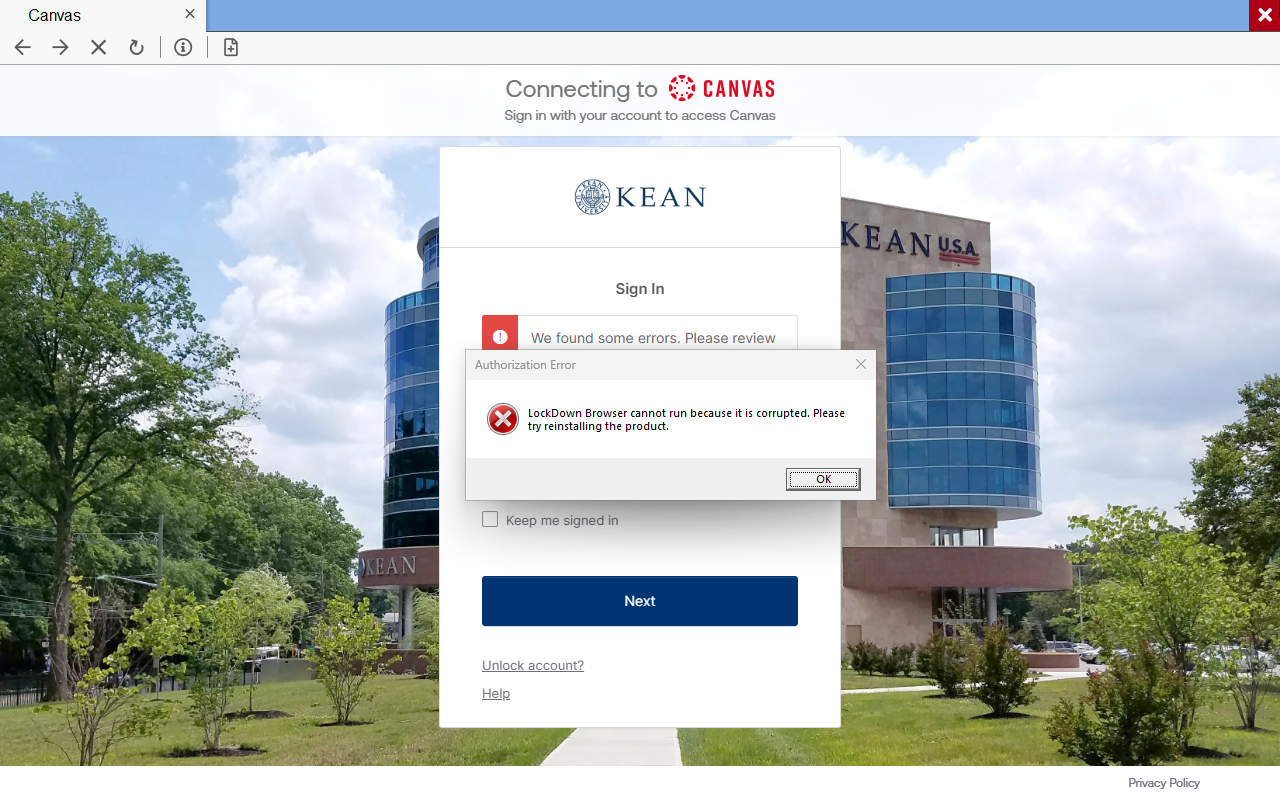 Canvas
Connecting to CANVAS
Sign in with your account to access Canvas
KEAN UNIVERSITY
KEAN
KEAN U.S.A.
Sign In
We found some errors. Please review
Authorization Error
LockDown Browser cannot run because it is corrupted. Please
try reinstalling the product.
OK
Keep me signed in
KEAN
Next
Unlock account?
Help
Privacy Policy